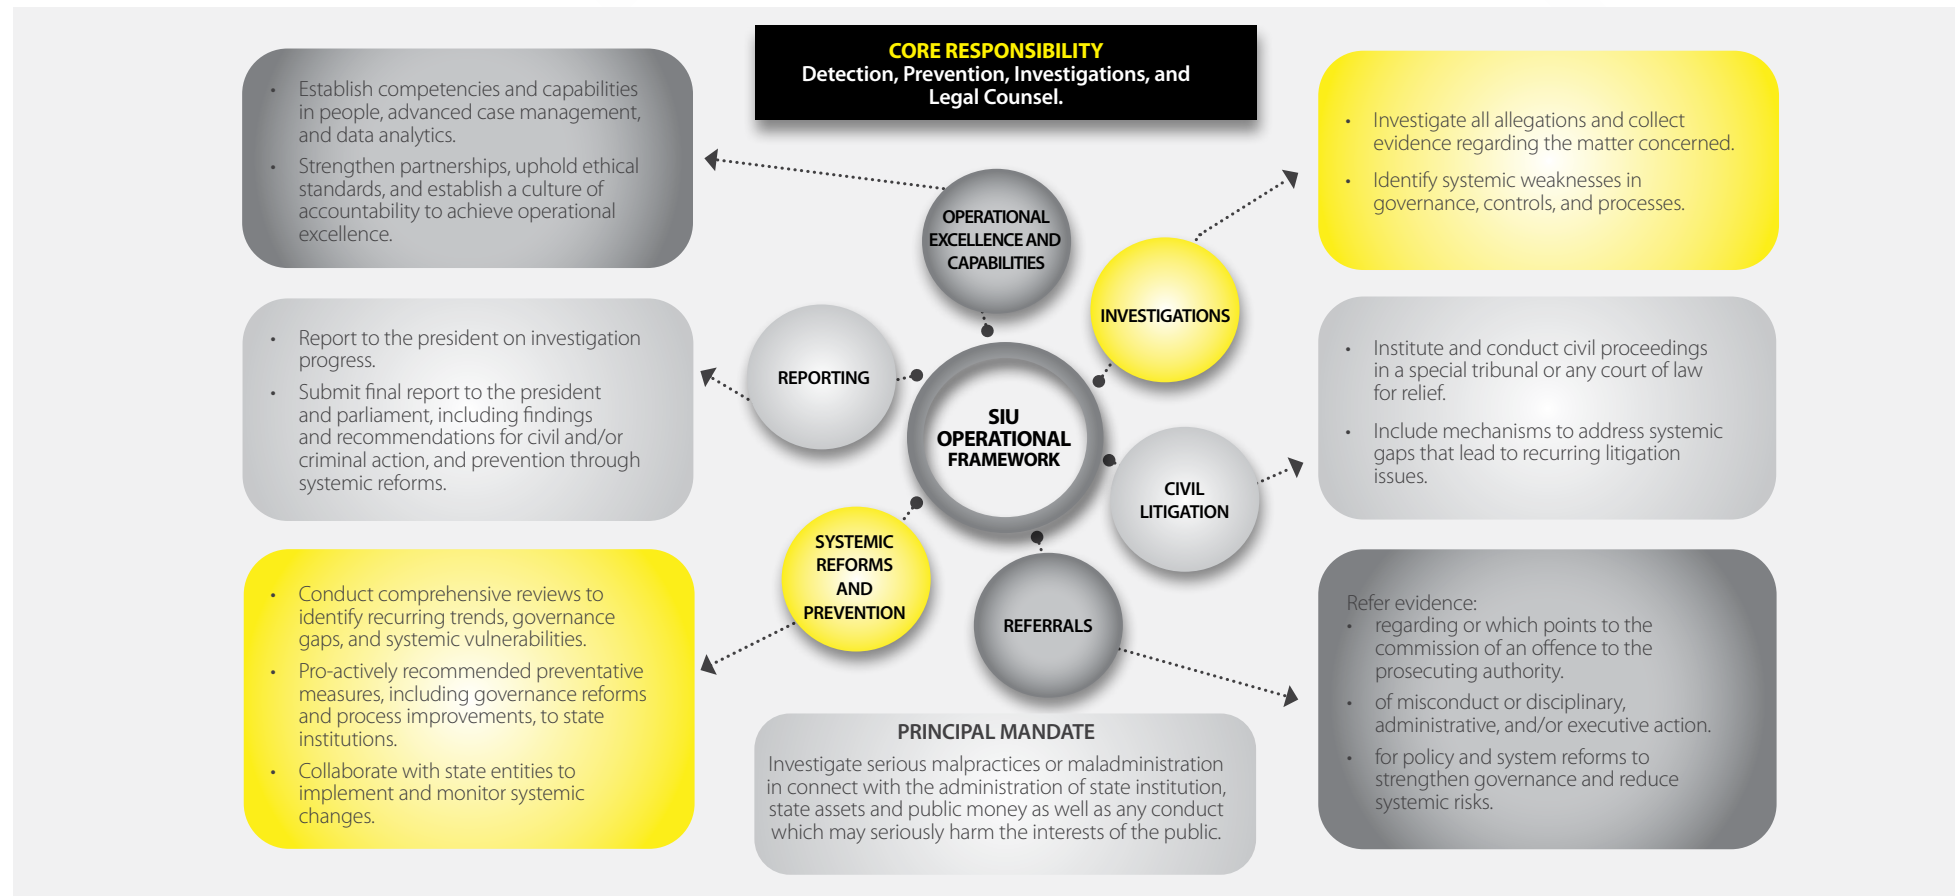 CORE RESPONSIBILITY
Detection, Prevention, Investigations, and
Legal Counsel.
• Establish competencies and capabilities
in people, advanced case management,
and data analytics.
• Strengthen partnerships, uphold ethical
standards, and establish a culture of
accountability to achieve operational
excellence.
• Report to the president on investigation
progress.
• Submit final report to the president
and parliament, including findings
and recommendations for civil and/or
criminal action, and prevention through
systemic reforms.
• Conduct comprehensive reviews to
identify recurring trends, governance
gaps, and systemic vulnerabilities.
• Pro-actively recommended preventative
measures, including governance reforms
and process improvements, to state
institutions.
• Collaborate with state entities to
implement and monitor systemic
changes.
OPERATIONAL
EXCELLENCE AND
CAPABILITIES
INVESTIGATIONS
REPORTING
SIU
OPERATIONAL
FRAMEWORK
CIVIL
LITIGATION
SYSTEMIC
REFORMS
AND
PREVENTION
REFERRALS
PRINCIPAL MANDATE
Investigate serious malpractices or maladministration
in connect with the administration of state institution,
state assets and public money as well as any conduct
which may seriously harm the interests of the public.
• Investigate all allegations and collect
evidence regarding the matter concerned.
• Identify systemic weaknesses in
governance, controls, and processes.
• Institute and conduct civil proceedings
in a special tribunal or any court of law
for relief.
• Include mechanisms to address systemic
gaps that lead to recurring litigation
issues.
Refer evidence:
• regarding or which points to the
commission of an offence to the
prosecuting authority.
• of misconduct or disciplinary,
administrative, and/or executive action.
• for policy and system reforms to
strengthen governance and reduce
systemic risks.